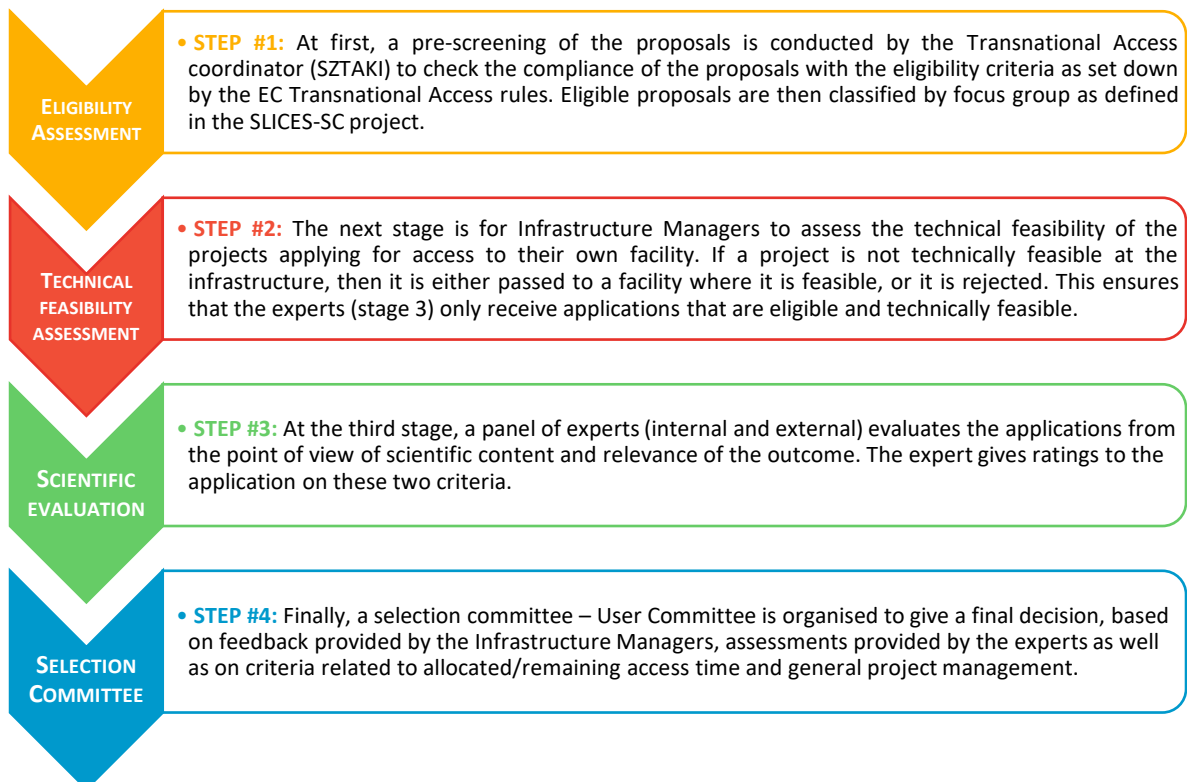 ELIGIBILITY
ASSESSMENT
• STEP #1: At first, a pre-screening of the proposals is conducted by the Transnational Access
coordinator (SZTAKI) to check the compliance of the proposals with the eligibility criteria as set down
by the EC Transnational Access rules. Eligible proposals are then classified by focus group as defined
in the SLICES-SC project.
TECHNICAL
FEASIBILITY
ASSESSMENT
• STEP #2: The next stage is for Infrastructure Managers to assess the technical feasibility of the
projects applying for access to their own facility. If a project is not technically feasible at the
infrastructure, then it is either passed to a facility where it is feasible, or it is rejected. This ensures
that the experts (stage 3) only receive applications that are eligible and technically feasible.
SCIENTIFIC
EVALUATION
• STEP #3: At the third stage, a panel of experts (internal and external) evaluates the applications from
the point of view of scientific content and relevance of the outcome. The expert gives ratings to the
application on these two criteria.
SELECTION
COMMITTEE
• STEP #4: Finally, a selection committee – User Committee is organised to give a final decision, based
on feedback provided by the Infrastructure Managers, assessments provided by the experts as well
as on criteria related to allocated/remaining access time and general project management.